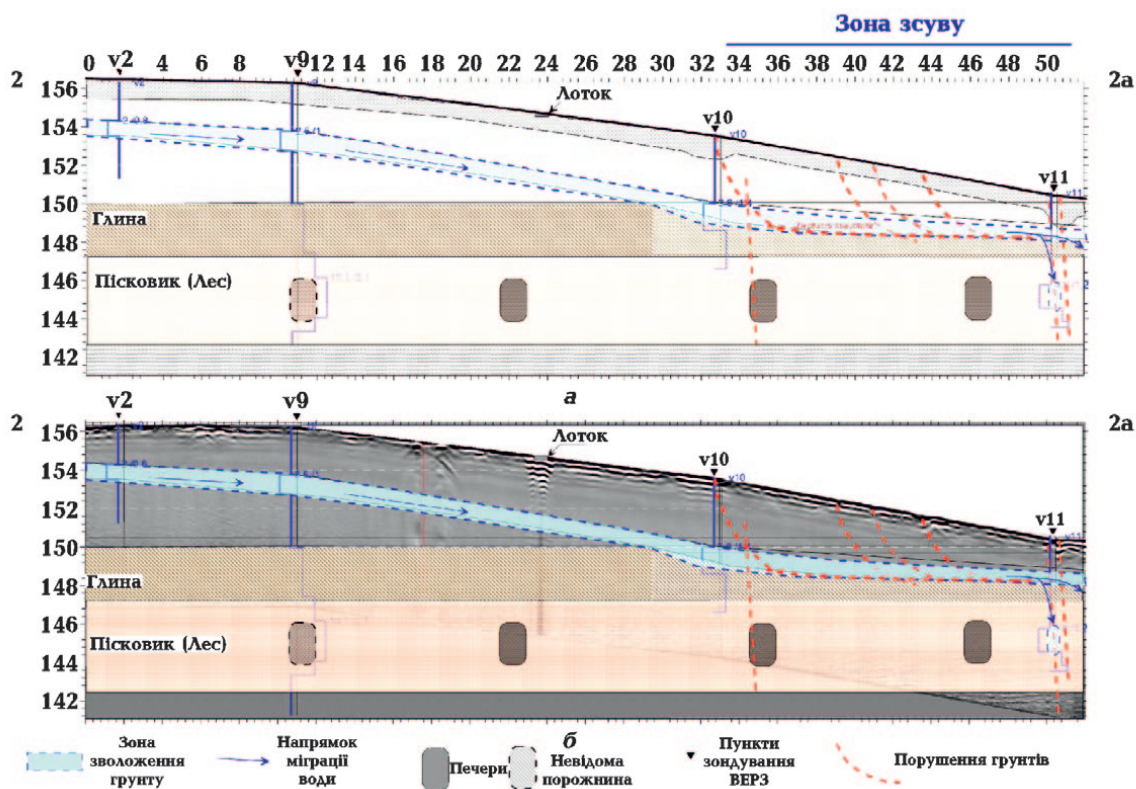 Зона зсуву
0 v2 4 6 8 v9 12 14 16 18 20 22 24 26 28 30 32 34 36 38 40 42 44 46 48 50
2 2а
156
Лоток
v10
154
152
v11
150
Глина
148
146
Пісковик (Лес)
144
142
а
v2 v9
2 2а
156
Лоток
v10
154
152
v11
150
Глина
148
146
Пісковик (Лес)
144
142
б
Зона
зволоження
грунту
Напрямок
міграції
води
Печери
Невідома
порожнина
Пункти
зондування
ВЕРЗ
Порушення грунтів